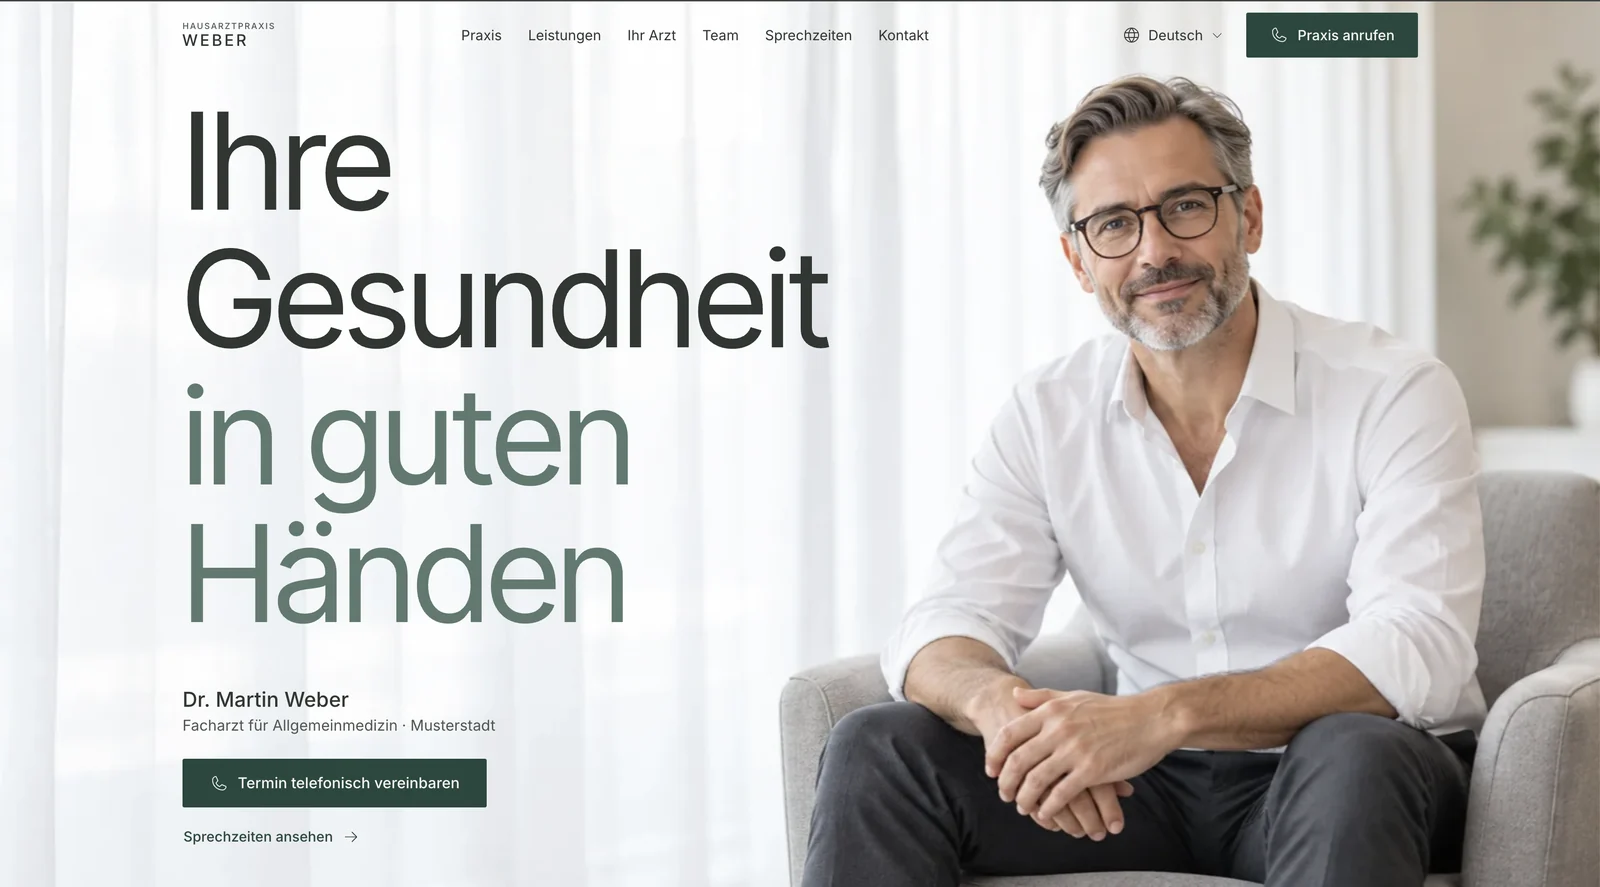 HAUSARZTPRAXIS
WEBER
Praxis
Leistungen
Ihr Arzt
Team
Sprechzeiten
Kontakt
Deutsch
Praxis anrufen
Ihre
Gesundheit
in guten
Händen
Dr. Martin Weber
Facharzt für Allgemeinmedizin · Musterstadt
Termin telefonisch vereinbaren
Sprechzeiten ansehen